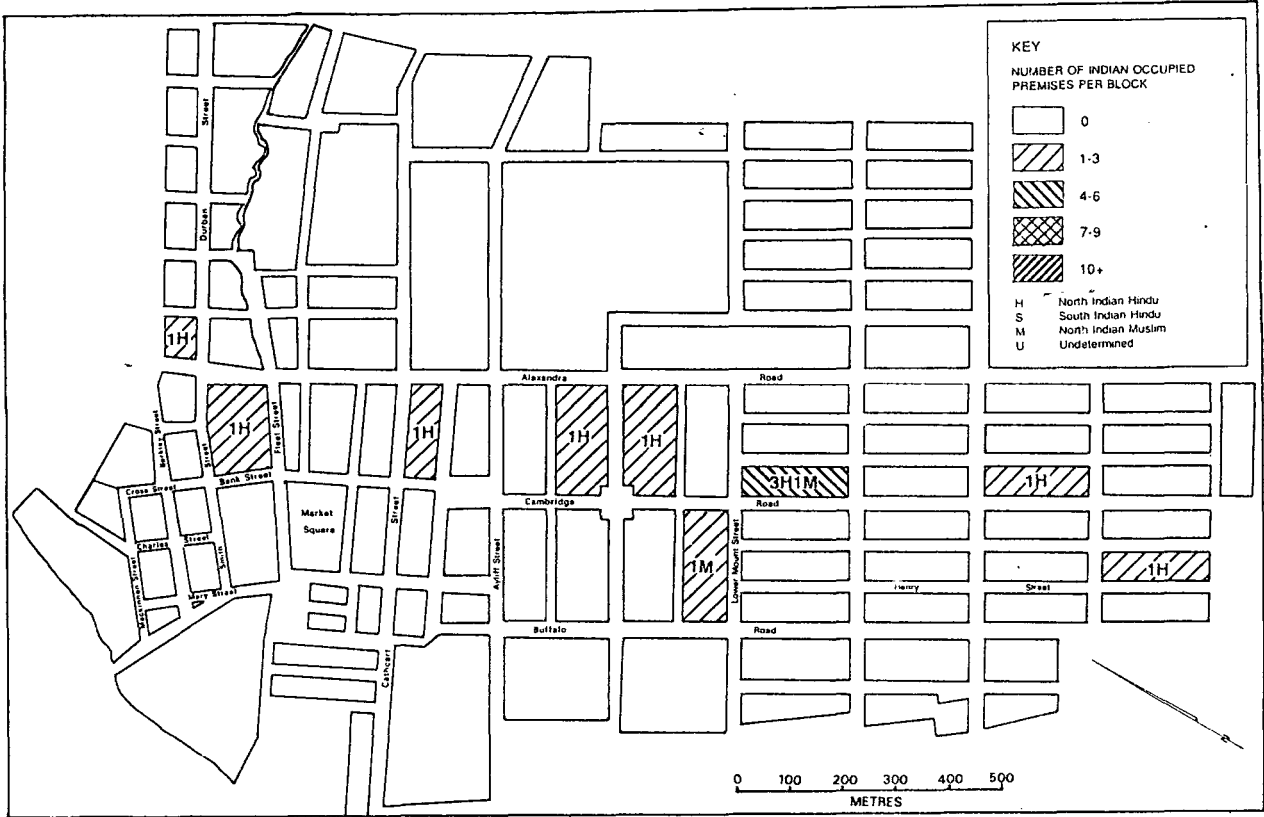 KEY
NUMBER OF INDIAN OCCUPIED
PREMISES PER BLOCK
0
1-3
4-6
7-9
10+
H North Indian Hindu
S South Indian Hindu
M North Indian Muslim
U Undetermined
Street
Durban
1H
Alexandra Road
Berkley Street
Street
1H
Fleet Street
1H
1H
1H
Bank Street
Cross Street
3H1M
1H
Cambridge Road
Market
Square
Street
Charles Street
Smith
Mackinnon Street
Mary Street
Ayliff Street
1M
Lower Mount Street
1H
Henry Street
Buffalo Road
Cathcart
0 100 200 300 400 500
METRES